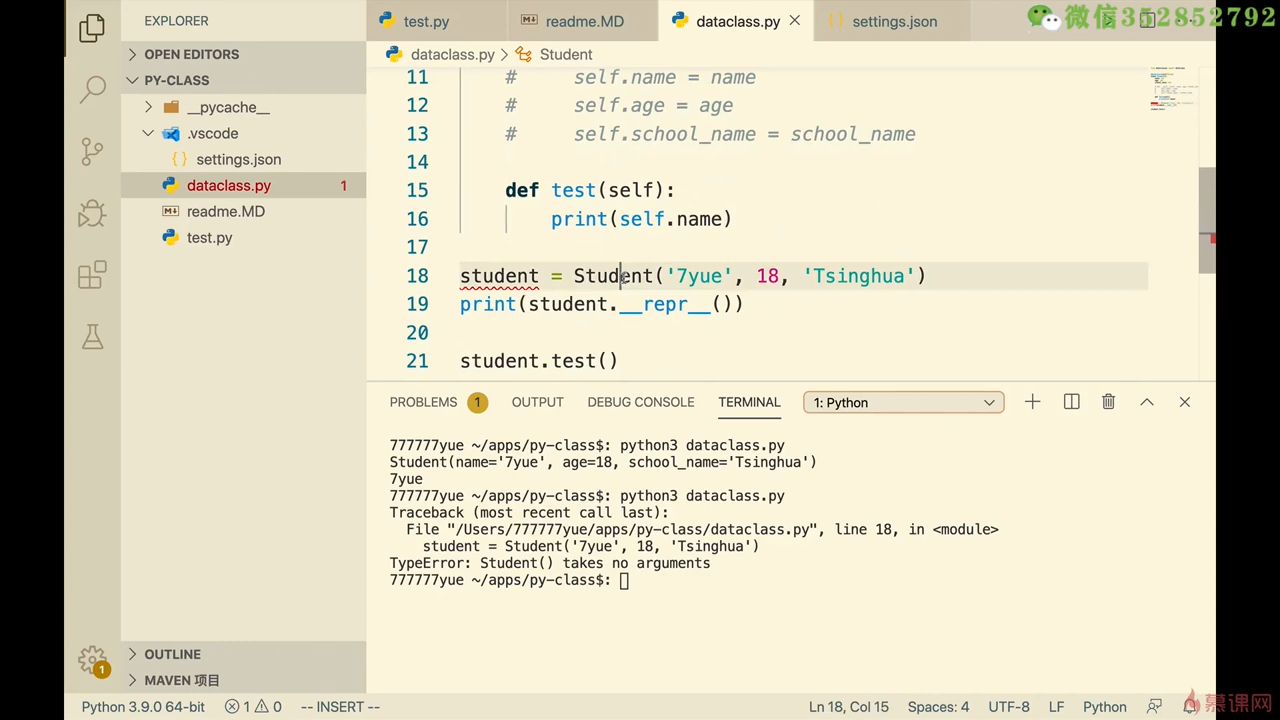 EXPLORER
OPEN EDITORS
PY-CLASS
__pycache__
.vscode
settings.json
dataclass.py 1
readme.MD
test.py
OUTLINE
MAVEN 项目
test.py readme.MD dataclass.py settings.json
微信352852792
dataclass.py > Student
11 # self.name = name
12 # self.age = age
13 # self.school_name = school_name
14
15 def test(self):
16 print(self.name)
17
18 student = Student('7yue', 18, 'Tsinghua')
19 print(student.__repr__())
20
21 student.test()
PROBLEMS 1 OUTPUT DEBUG CONSOLE TERMINAL 1: Python
777777yue ~/apps/py-class$: python3 dataclass.py
Student(name='7yue', age=18, school_name='Tsinghua')
7yue
777777yue ~/apps/py-class$: python3 dataclass.py
Traceback (most recent call last):
File "/Users/777777yue/apps/py-class/dataclass.py", line 18, in <module>
student = Student('7yue', 18, 'Tsinghua')
TypeError: Student() takes no arguments
777777yue ~/apps/py-class$:
1
Python 3.9.0 64-bit 1 0 -- INSERT -- Ln 18, Col 15 Spaces: 4 UTF-8 LF Python
慕课网